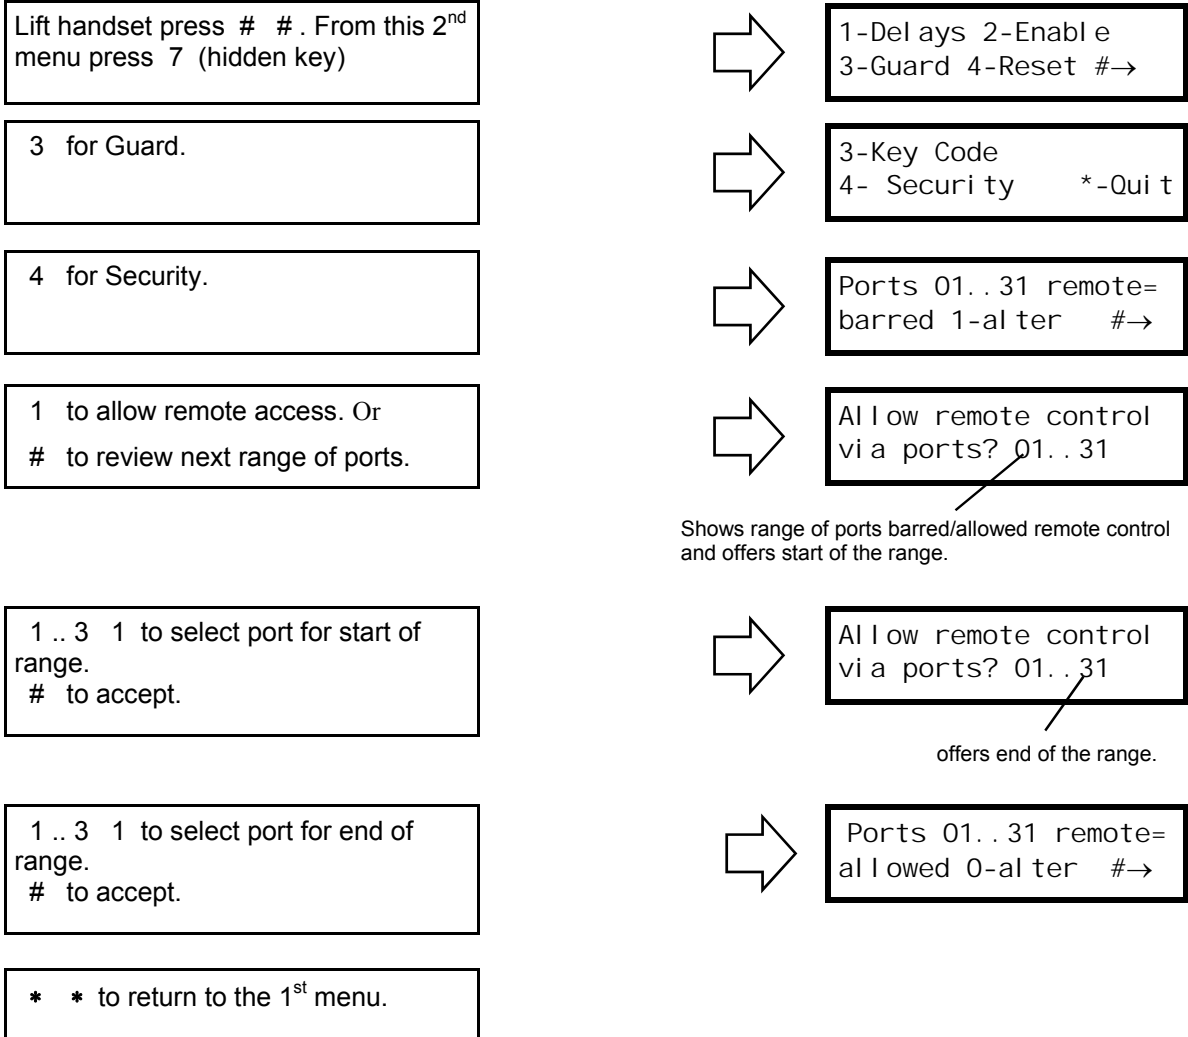 Lift handset press # # . From this 2nd
menu press 7 (hidden key)
1-Delays 2-Enable
3-Guard 4-Reset #→
3 for Guard.
3-Key Code
4- Security *-Quit
4 for Security.
Ports 01..31 remote=
barred 1-alter #→
1 to allow remote access. Or
# to review next range of ports.
Allow remote control
via ports? 01..31
Shows range of ports barred/allowed remote control
and offers start of the range.
1 .. 3 1 to select port for start of
range.
# to accept.
Allow remote control
via ports? 01..31
offers end of the range.
1 .. 3 1 to select port for end of
range.
# to accept.
Ports 01..31 remote=
allowed 0-alter #→
* * to return to the 1st menu.